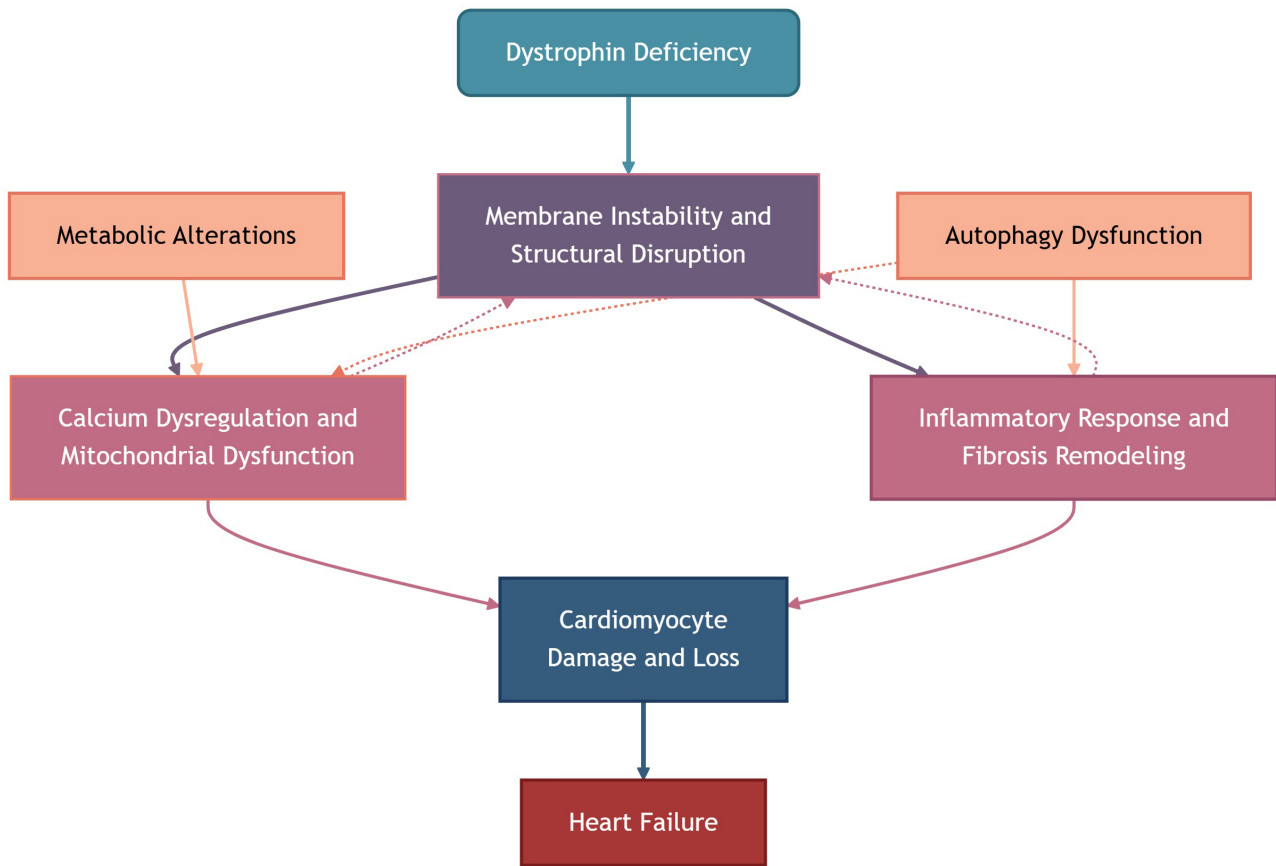 Dystrophin Deficiency
Metabolic Alterations
Membrane Instability and
Structural Disruption
Autophagy Dysfunction
Calcium Dysregulation and
Mitochondrial Dysfunction
Inflammatory Response and
Fibrosis Remodeling
Cardiomyocyte
Damage and Loss
Heart Failure